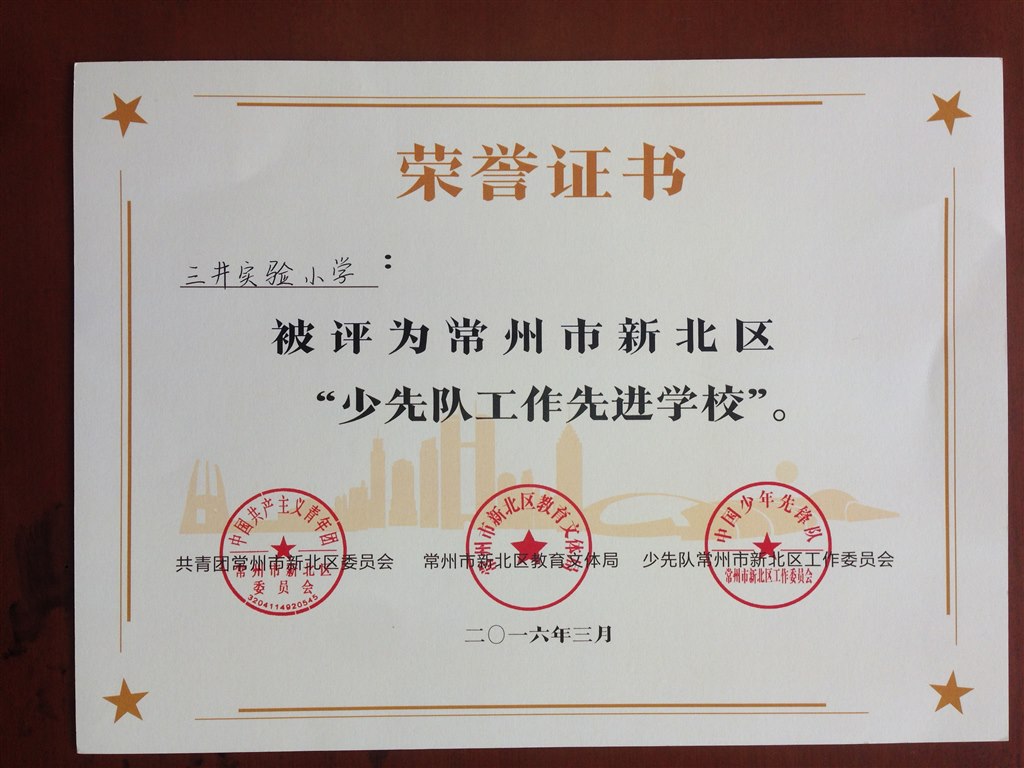 荣誉证书
三井实验小学：
被评为常州市新北区
“少先队工作先进学校”。
中国共产主义青年团
常州市新北区
委员会
3204114920545
常州市新北区教育文体局
中国少年先锋队
常州市新北区工作委员会
共青团常州市新北区委员会 常州市新北区教育文体局 少先队常州市新北区工作委员会
二〇一六年三月